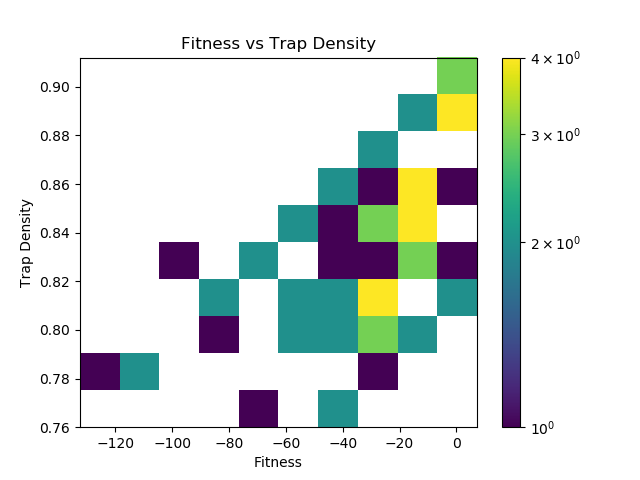 Fitness vs Trap Density
Trap Density
0.90
0.88
0.86
0.84
0.82
0.80
0.78
0.76
−120 −100 −80 −60 −40 −20 0
Fitness
4 × 10⁰
3 × 10⁰
2 × 10⁰
10⁰